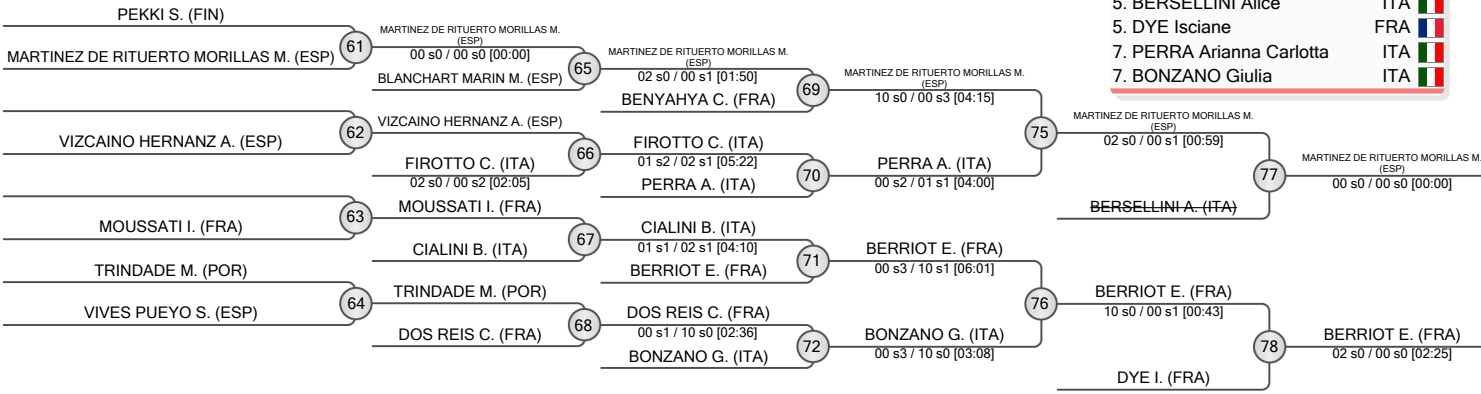 PEKKI S. (FIN)
MARTINEZ DE RITUERTO MORILLAS M. (ESP)
61
VIZCAINO HERNANZ A. (ESP)
62
MOUSSATI I. (FRA)
63
TRINDADE M. (POR)
VIVES PUEYO S. (ESP)
64
MARTINEZ DE RITUERTO MORILLAS M.
(ESP)
00 s0 / 00 s0 [00:00]
BLANCHART MARIN M. (ESP)
65
VIZCAINO HERNANZ A. (ESP)
FIROTTO C. (ITA)
02 s0 / 00 s2 [02:05]
66
MOUSSATI I. (FRA)
CIALINI B. (ITA)
67
TRINDADE M. (POR)
DOS REIS C. (FRA)
68
MARTINEZ DE RITUERTO MORILLAS M.
(ESP)
02 s0 / 00 s1 [01:50]
BENYAHYA C. (FRA)
69
FIROTTO C. (ITA)
01 s2 / 02 s1 [05:22]
PERRA A. (ITA)
70
CIALINI B. (ITA)
01 s1 / 02 s1 [04:10]
BERRIOT E. (FRA)
71
DOS REIS C. (FRA)
00 s1 / 10 s0 [02:36]
BONZANO G. (ITA)
72
MARTINEZ DE RITUERTO MORILLAS M.
(ESP)
10 s0 / 00 s3 [04:15]
PERRA A. (ITA)
00 s2 / 01 s1 [04:00]
75
BERRIOT E. (FRA)
00 s3 / 10 s1 [06:01]
BONZANO G. (ITA)
00 s3 / 10 s0 [03:08]
76
MARTINEZ DE RITUERTO MORILLAS M.
(ESP)
02 s0 / 00 s1 [00:59]
BERSELLINI A. (ITA)
77
BERRIOT E. (FRA)
10 s0 / 00 s1 [00:43]
DYE I. (FRA)
78
MARTINEZ DE RITUERTO MORILLAS M.
(ESP)
00 s0 / 00 s0 [00:00]
BERRIOT E. (FRA)
02 s0 / 00 s0 [02:25]
5. BERSELLINI Alice ITA
5. DYE Isciane FRA
7. PERRA Arianna Carlotta ITA
7. BONZANO Giulia ITA